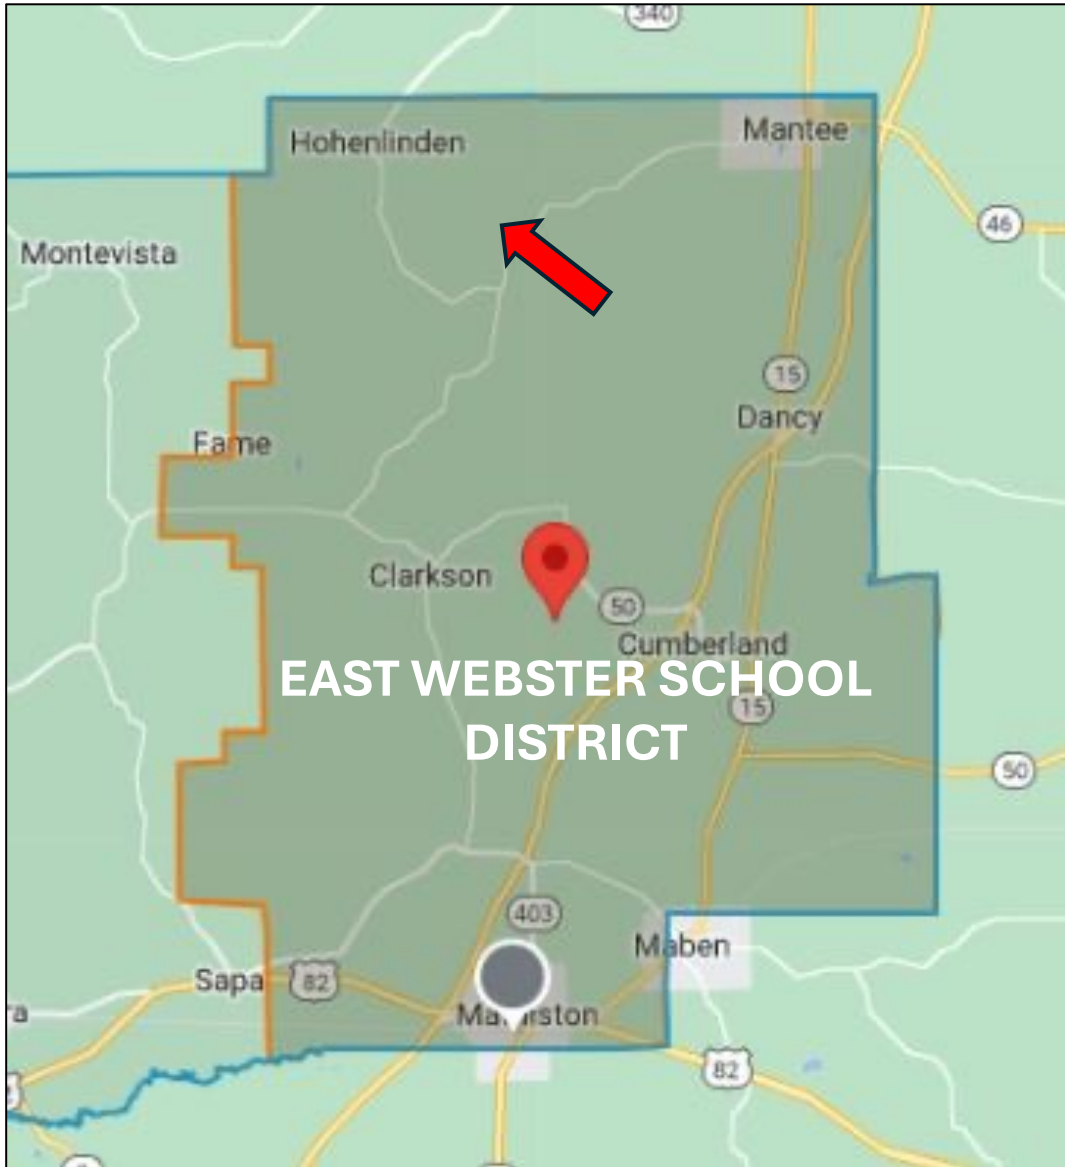 340
Hohenlinden
Mantee
46
Montevista
15
Dancy
Fame
Clarkson
50
Cumberland
EAST WEBSTER SCHOOL
DISTRICT
15
50
403
Maben
Sapa
82
82